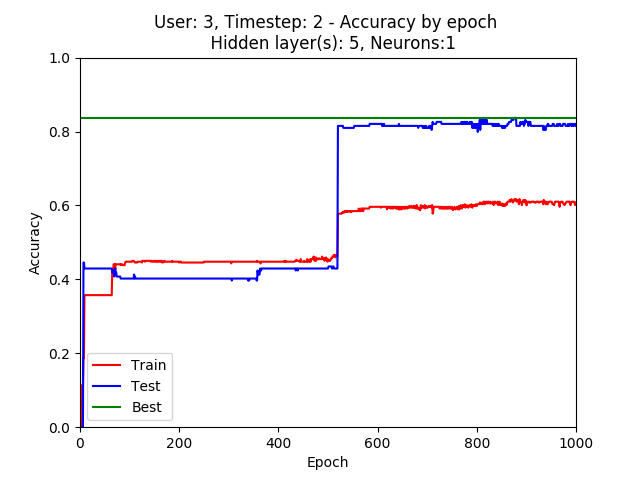 User: 3, Timestep: 2 - Accuracy by epoch
Hidden layer(s): 5, Neurons:1
1.0
0.8
0.6
0.4
0.2
0.0
Accuracy
Train
Test
Best
0 200 400 600 800 1000
Epoch